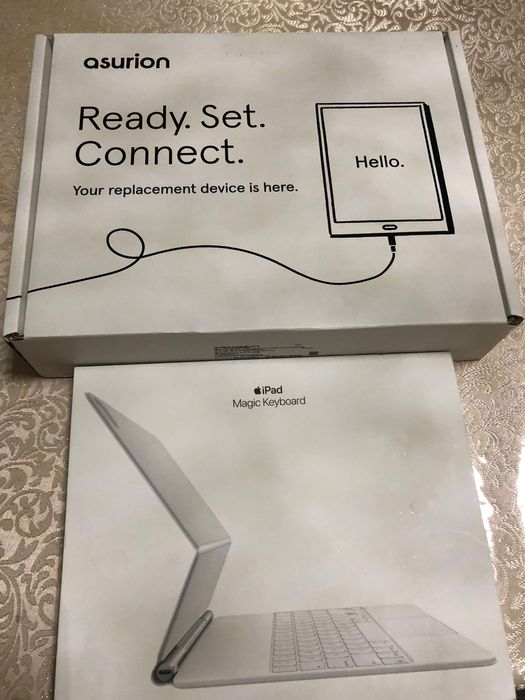 asurion
Ready. Set.
Connect.
Your replacement device is here.
Hello.
iPad
Magic Keyboard